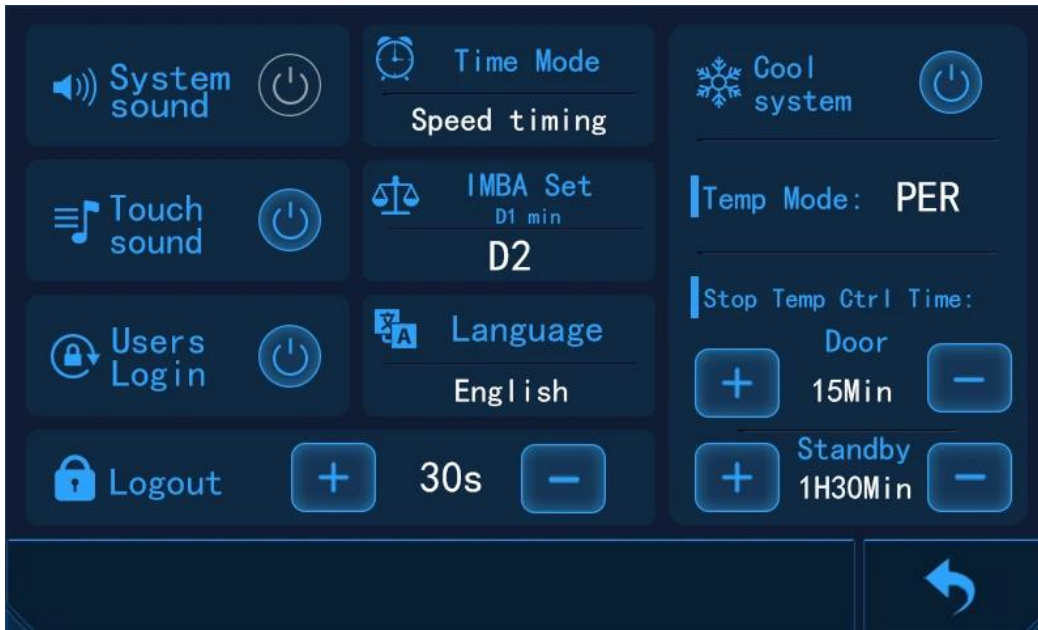 System
sound
Time Mode
Speed timing
Cool
system
Touch
sound
IMBA Set
D1 min
D2
Temp Mode: PER
Users
Login
Language
English
Stop Temp Ctrl Time:
Door
+ 15Min −
Standby
+ 1H30Min −
Logout + 30s −